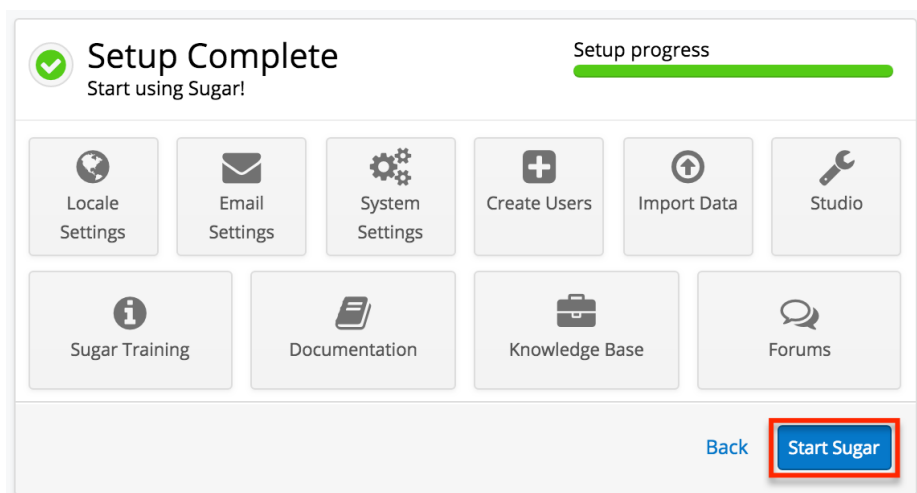 Setup Complete
Start using Sugar!
Setup progress
Locale
Settings
Email
Settings
System
Settings
Create Users
Import Data
Studio
Sugar Training
Documentation
Knowledge Base
Forums
Back
Start Sugar